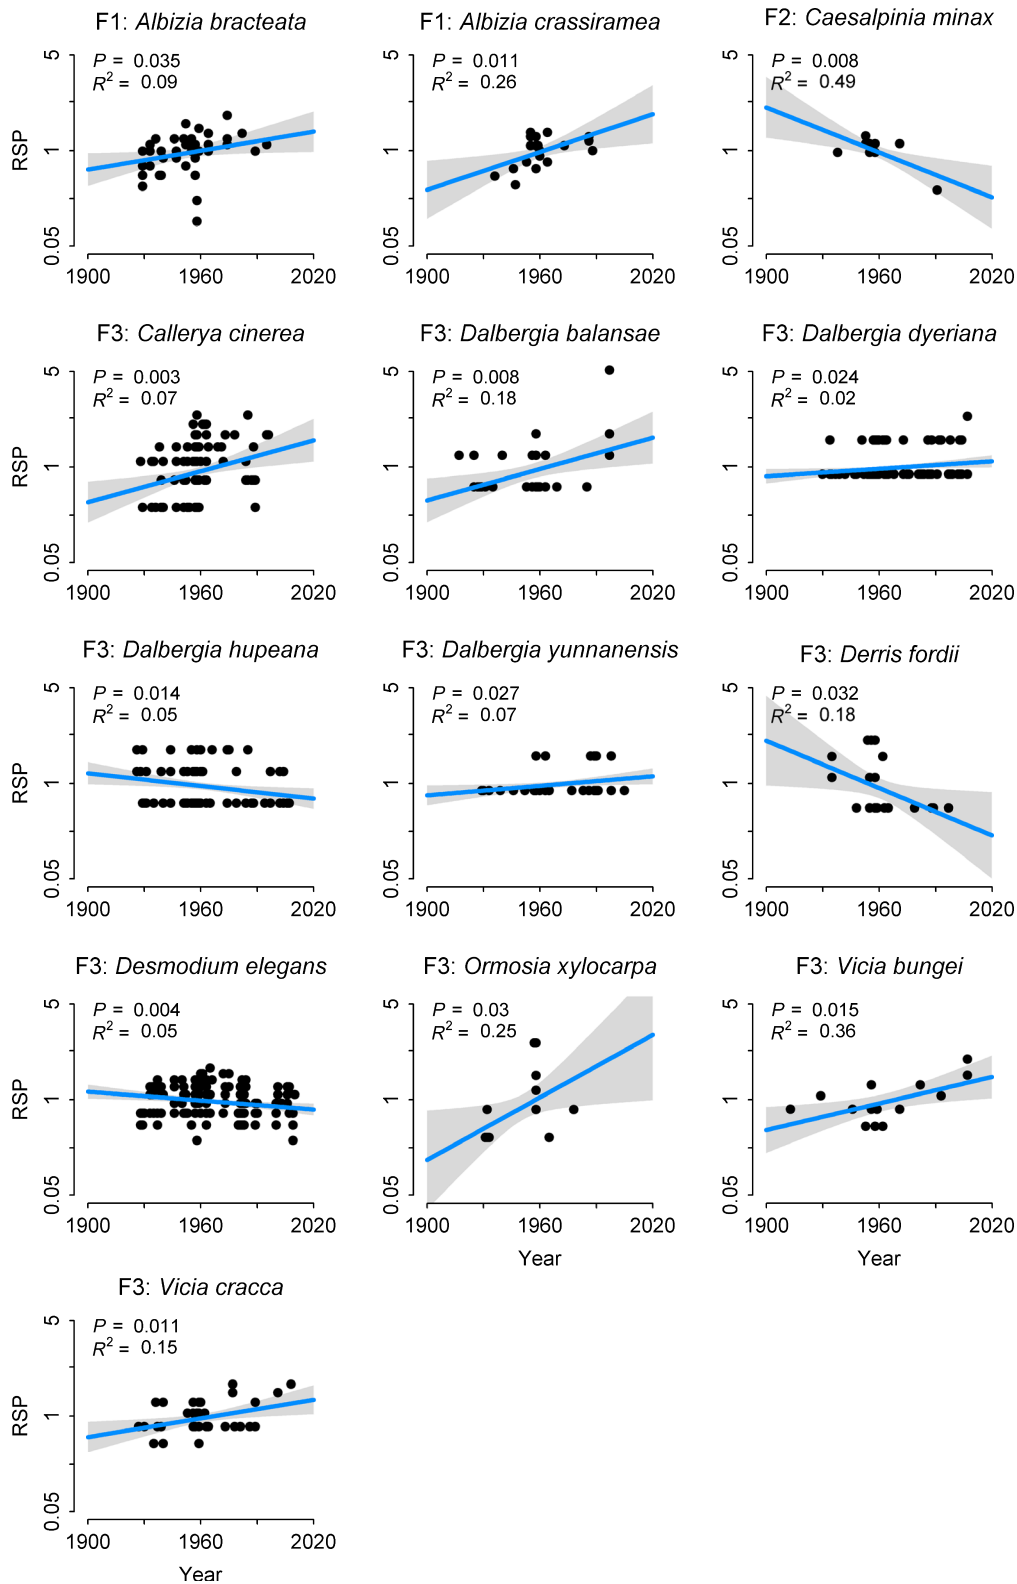 F1: Albizia bracteata
P = 0.035
R² = 0.09
RSP
5
1
0.05
1900 1960 2020
F1: Albizia crassiramea
P = 0.011
R² = 0.26
5
1
0.05
1900 1960 2020
F2: Caesalpinia minax
P = 0.008
R² = 0.49
5
1
0.05
1900 1960 2020
F3: Callerya cinerea
P = 0.003
R² = 0.07
RSP
5
1
0.05
1900 1960 2020
F3: Dalbergia balansae
P = 0.008
R² = 0.18
5
1
0.05
1900 1960 2020
F3: Dalbergia dyeriana
P = 0.024
R² = 0.02
5
1
0.05
1900 1960 2020
F3: Dalbergia hupeana
P = 0.014
R² = 0.05
RSP
5
1
0.05
1900 1960 2020
F3: Dalbergia yunnanensis
P = 0.027
R² = 0.07
5
1
0.05
1900 1960 2020
F3: Derris fordii
P = 0.032
R² = 0.18
5
1
0.05
1900 1960 2020
F3: Desmodium elegans
P = 0.004
R² = 0.05
RSP
5
1
0.05
1900 1960 2020
F3: Ormosia xylocarpa
P = 0.03
R² = 0.25
5
1
0.05
1900 1960 2020
Year
F3: Vicia bungei
P = 0.015
R² = 0.36
5
1
0.05
1900 1960 2020
Year
F3: Vicia cracca
P = 0.011
R² = 0.15
RSP
5
1
0.05
1900 1960 2020
Year